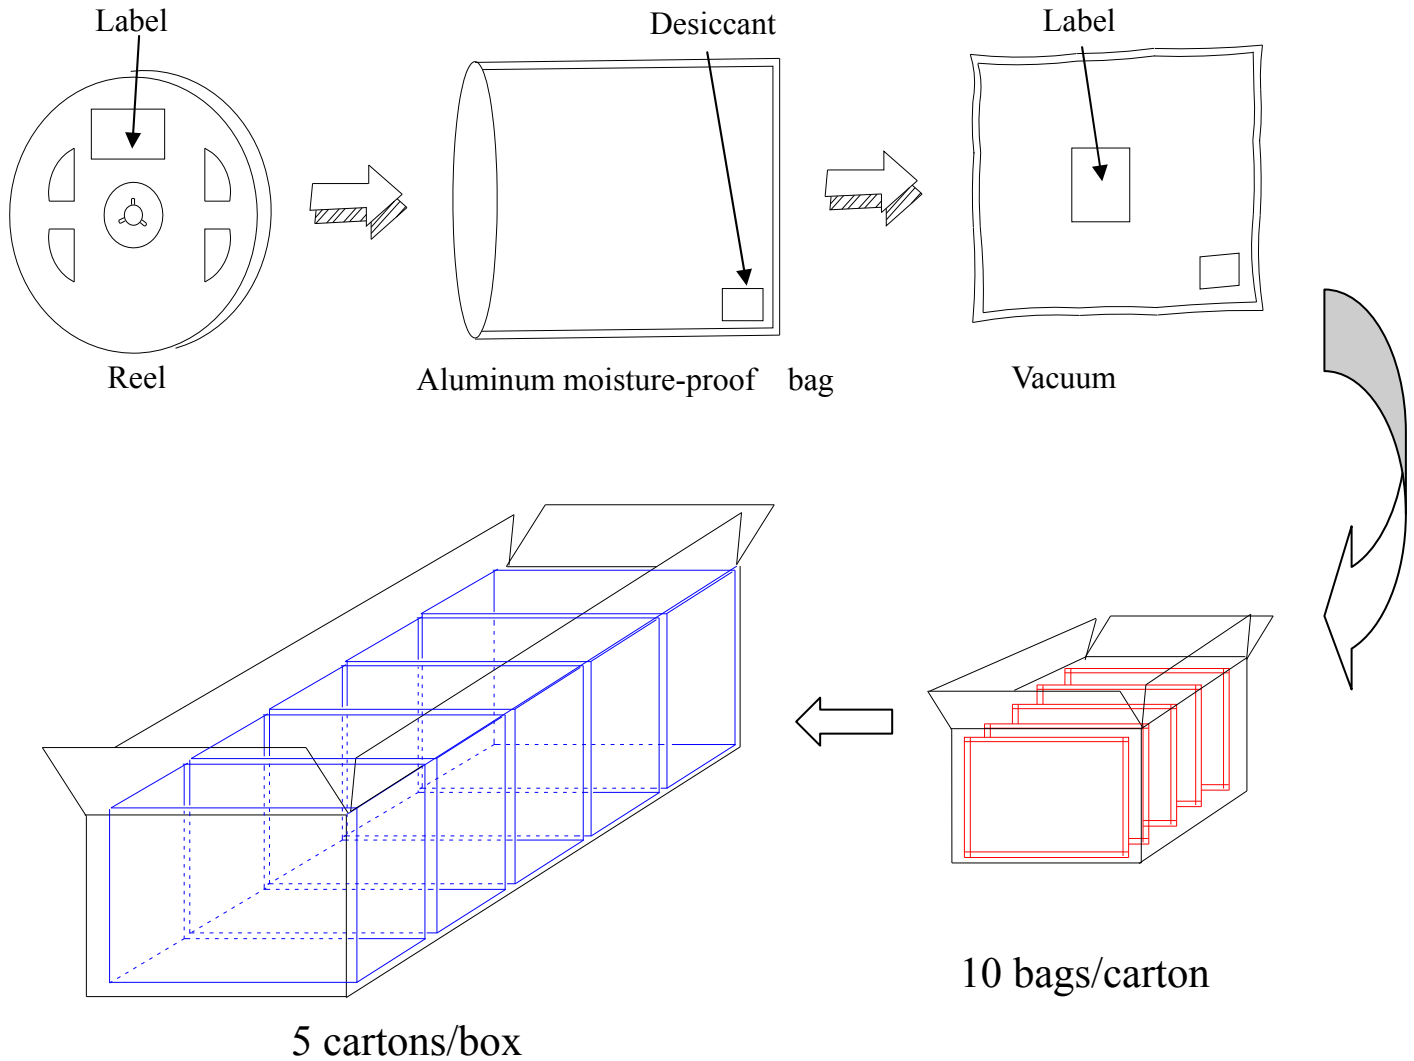 Label
Desiccant
Label
Reel
Aluminum moisture-proof bag
Vacuum
10 bags/carton
5 cartons/box